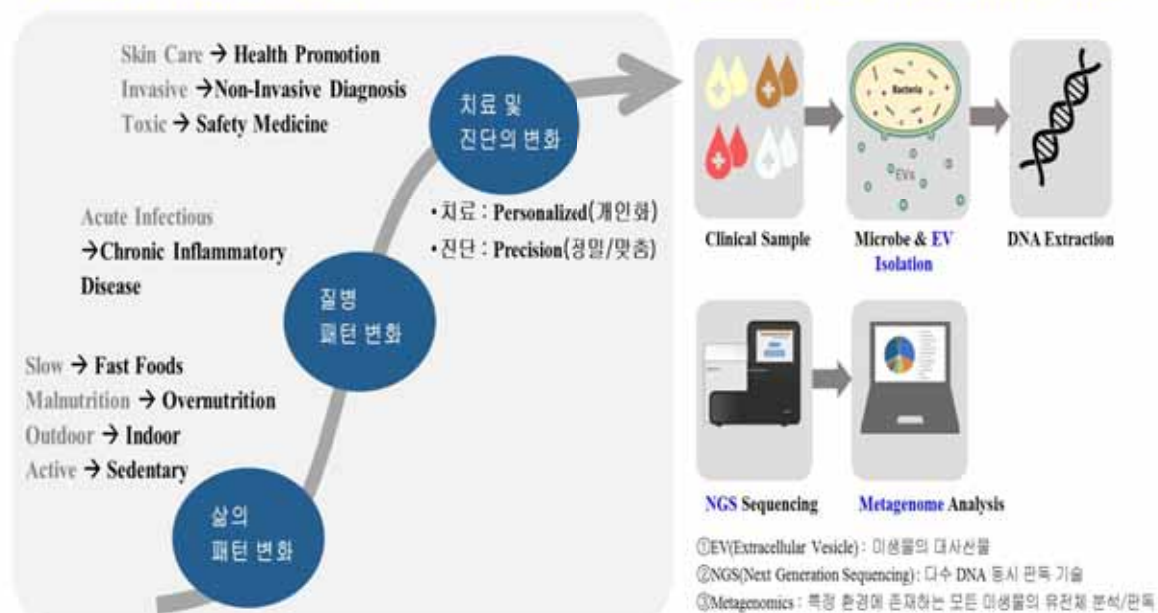 Skin Care → Health Promotion
Invasive →Non-Invasive Diagnosis
Toxic → Safety Medicine
치료 및
진단의 변화
•치료 : Personalized(개인화)
•진단 : Precision(정밀/맞춤)
Acute Infectious
→Chronic Inflammatory
Disease
질병
패턴 변화
Slow → Fast Foods
Malnutrition → Overnutrition
Outdoor → Indoor
Active → Sedentary
삶의
패턴 변화
Bacteria
EVs
Clinical Sample
Microbe & EV
Isolation
DNA Extraction
NGS Sequencing
Metagenome Analysis
①EV(Extracellular Vesicle) : 미생물의 대사산물
②NGS(Next Generation Sequencing) : 다수 DNA 동시 판독 기술
③Metagenomics : 특정 환경에 존재하는 모든 미생물의 유전체 분석/판독